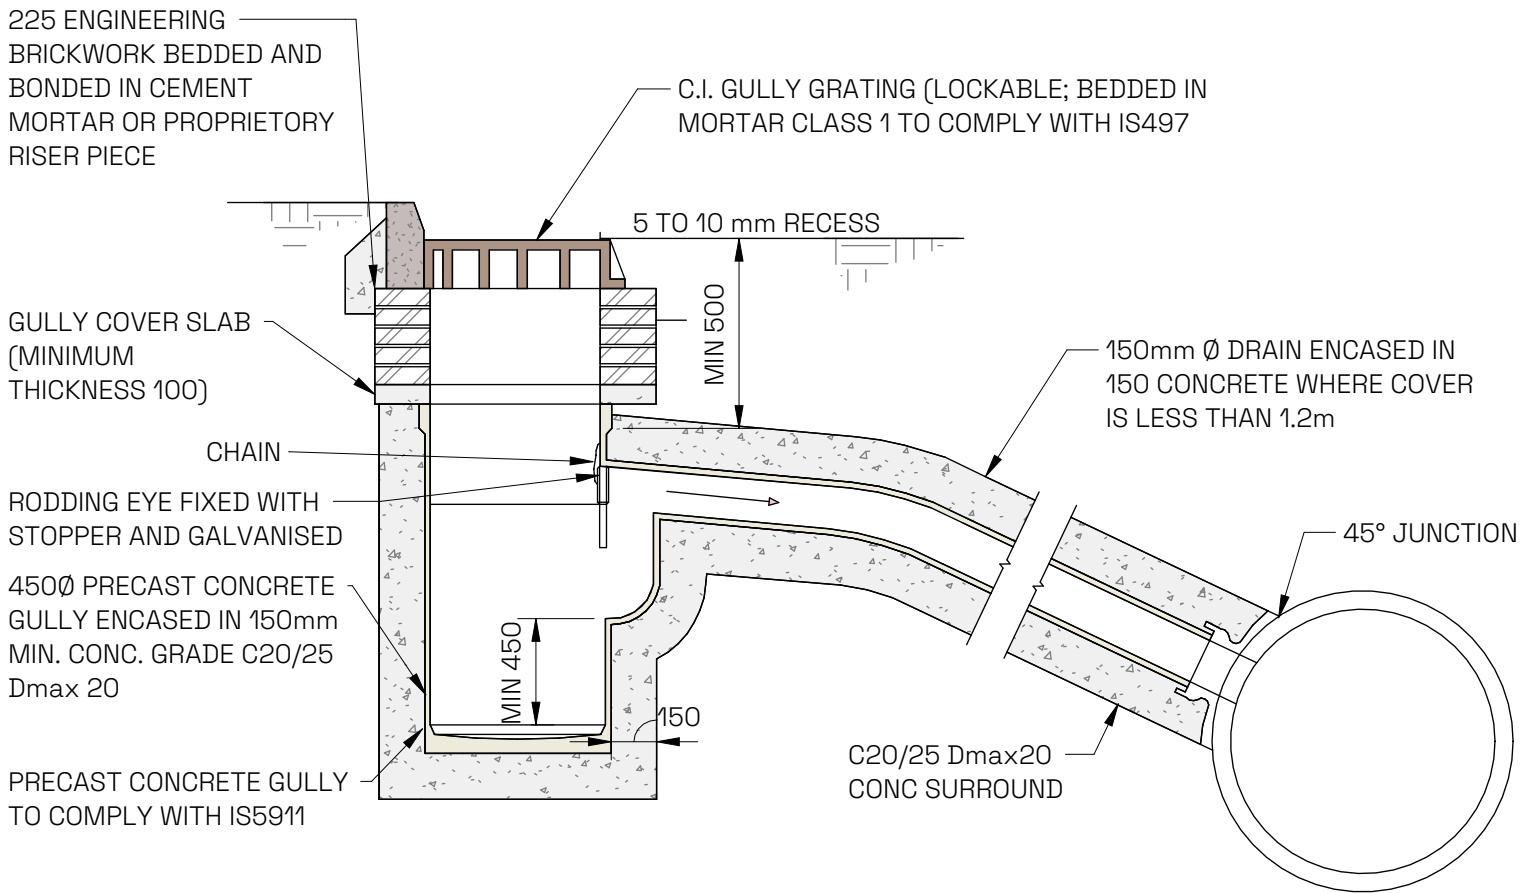 225 ENGINEERING
BRICKWORK BEDDED AND
BONDED IN CEMENT
MORTAR OR PROPRIETORY
RISER PIECE
C.I. GULLY GRATING (LOCKABLE; BEDDED IN
MORTAR CLASS 1 TO COMPLY WITH IS497
5 TO 10 mm RECESS
MIN 500
GULLY COVER SLAB
(MINIMUM
THICKNESS 100)
150mm Ø DRAIN ENCASED IN
150 CONCRETE WHERE COVER
IS LESS THAN 1.2m
CHAIN
RODDING EYE FIXED WITH
STOPPER AND GALVANISED
45° JUNCTION
450Ø PRECAST CONCRETE
GULLY ENCASED IN 150mm
MIN. CONC. GRADE C20/25
Dmax 20
MIN 450
150
C20/25 Dmax20
CONC SURROUND
PRECAST CONCRETE GULLY
TO COMPLY WITH IS5911